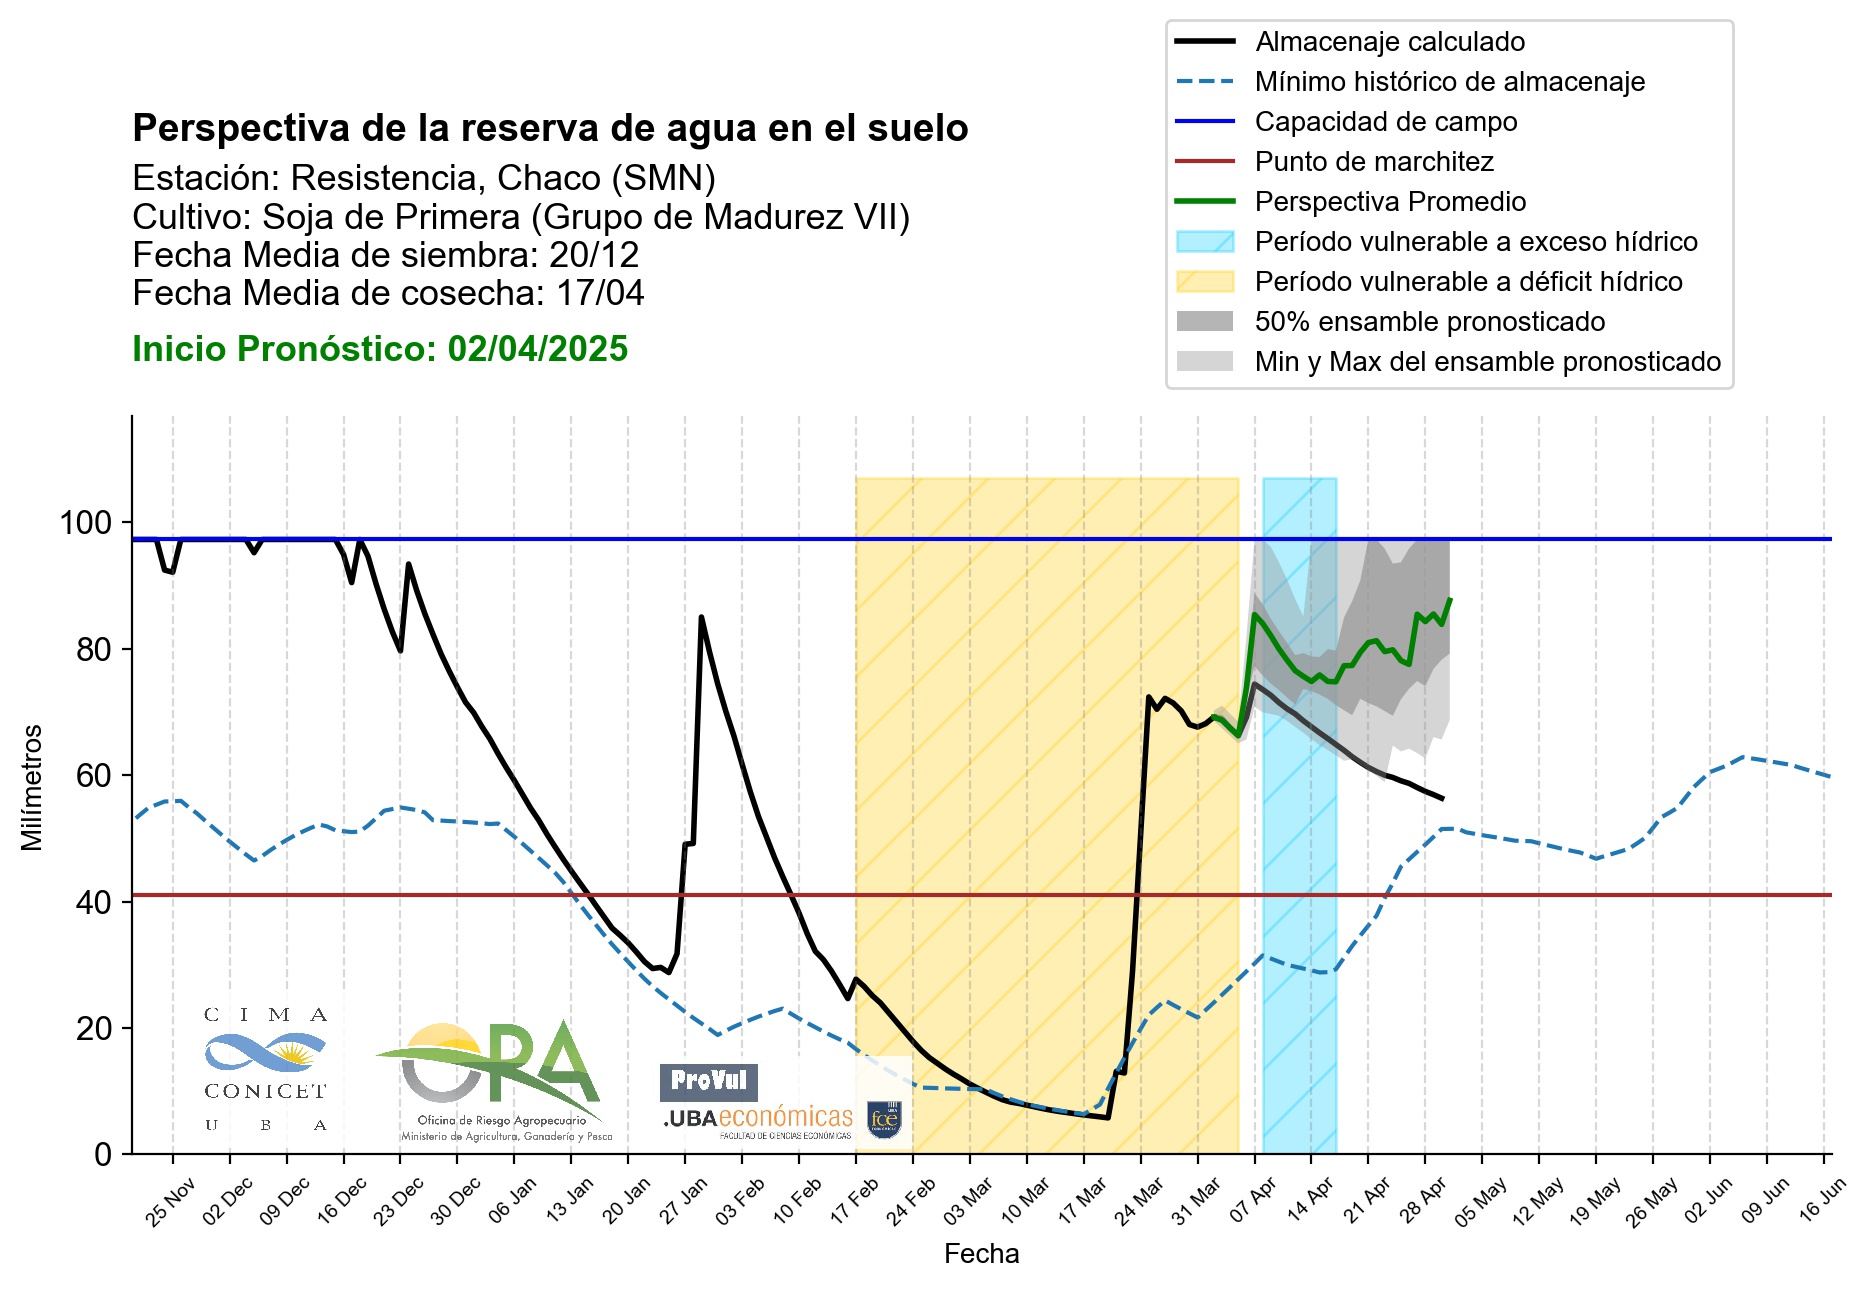 Almacenaje calculado
Mínimo histórico de almacenaje
Capacidad de campo
Punto de marchitez
Perspectiva Promedio
Período vulnerable a exceso hídrico
Período vulnerable a déficit hídrico
50% ensamble pronosticado
Min y Max del ensamble pronosticado
Perspectiva de la reserva de agua en el suelo
Estación: Resistencia, Chaco (SMN)
Cultivo: Soja de Primera (Grupo de Madurez VII)
Fecha Media de siembra: 20/12
Fecha Media de cosecha: 17/04
Inicio Pronóstico: 02/04/2025
Milímetros
100
80
60
40
20
0
CIMA
CONICET
UBA
ORA
Oficina de Riesgo Agropecuario
Ministerio de Agricultura, Ganadería y Pesca
ProVul
.UBAeconómicas
FACULTAD DE CIENCIAS ECONÓMICAS
UBA
fce
25 Nov
02 Dec
09 Dec
16 Dec
23 Dec
30 Dec
06 Jan
13 Jan
20 Jan
27 Jan
03 Feb
10 Feb
17 Feb
24 Feb
03 Mar
10 Mar
17 Mar
24 Mar
31 Mar
07 Apr
14 Apr
21 Apr
28 Apr
05 May
12 May
19 May
26 May
02 Jun
09 Jun
16 Jun
Fecha